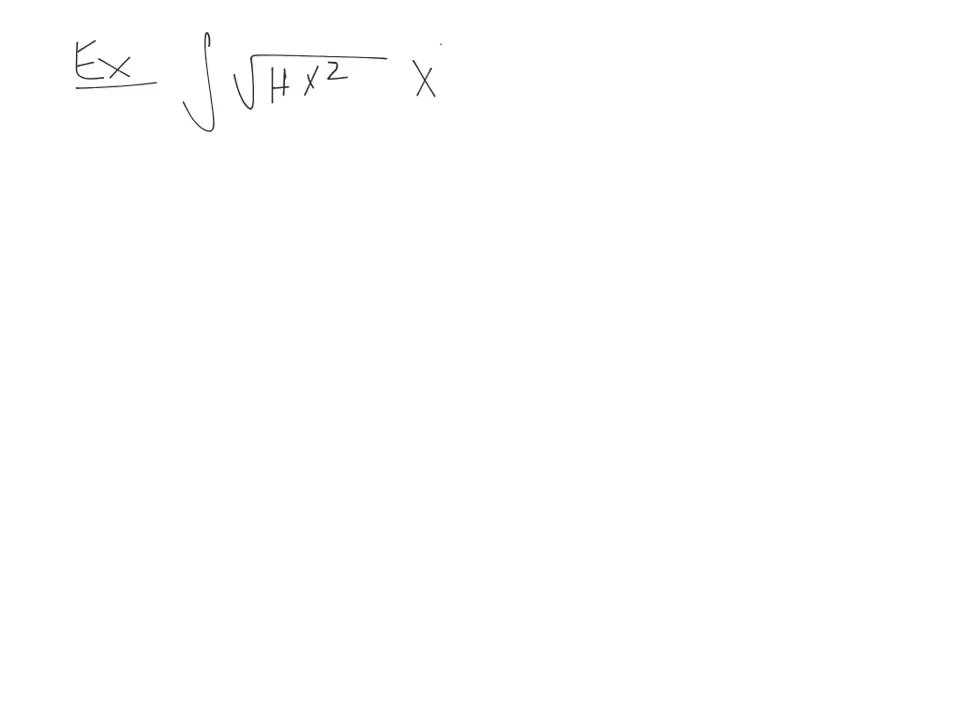 Ex ∫ √1+x² x